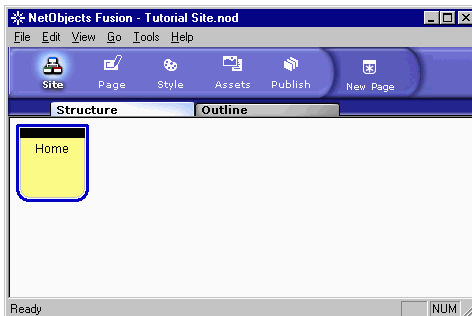 NetObjects Fusion - Tutorial Site.nod
File Edit View Go Tools Help
Site Page Style Assets Publish New Page
Structure Outline
Home
Ready NUM